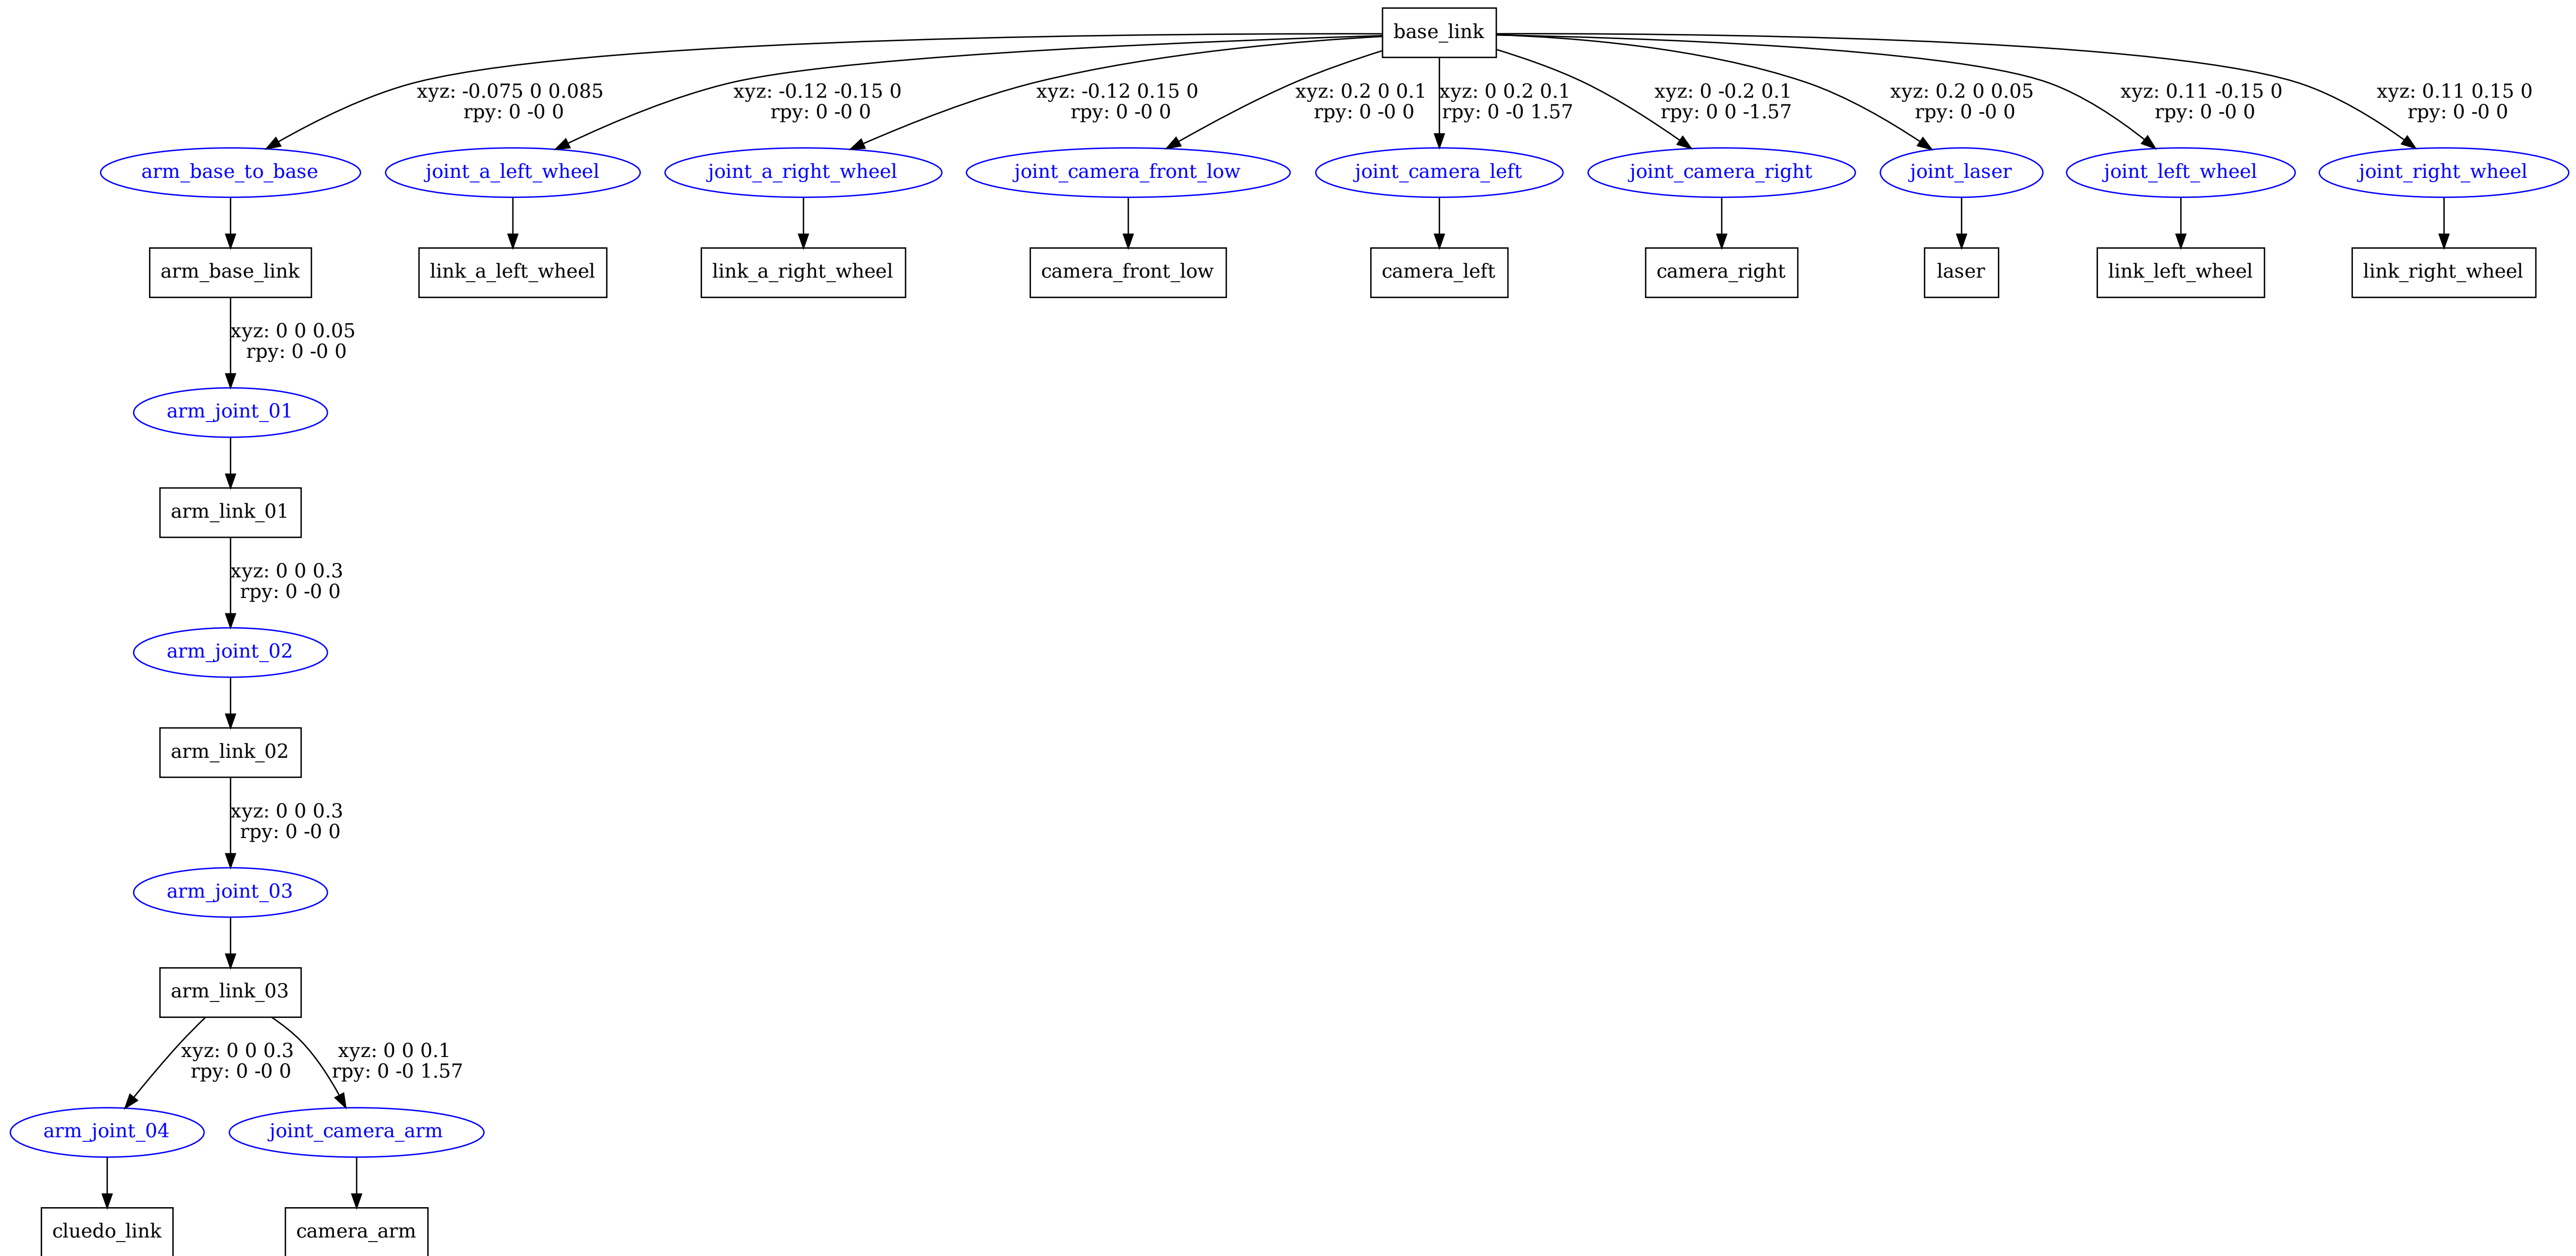 base_link
xyz: -0.075 0 0.085
rpy: 0 -0 0
xyz: -0.12 -0.15 0
rpy: 0 -0 0
xyz: -0.12 0.15 0
rpy: 0 -0 0
xyz: 0.2 0 0.1
rpy: 0 -0 0
xyz: 0 0.2 0.1
rpy: 0 -0 1.57
xyz: 0 -0.2 0.1
rpy: 0 0 -1.57
xyz: 0.2 0 0.05
rpy: 0 -0 0
xyz: 0.11 -0.15 0
rpy: 0 -0 0
xyz: 0.11 0.15 0
rpy: 0 -0 0
arm_base_to_base
joint_a_left_wheel
joint_a_right_wheel
joint_camera_front_low
joint_camera_left
joint_camera_right
joint_laser
joint_left_wheel
joint_right_wheel
arm_base_link
link_a_left_wheel
link_a_right_wheel
camera_front_low
camera_left
camera_right
laser
link_left_wheel
link_right_wheel
xyz: 0 0 0.05
rpy: 0 -0 0
arm_joint_01
arm_link_01
xyz: 0 0 0.3
rpy: 0 -0 0
arm_joint_02
arm_link_02
xyz: 0 0 0.3
rpy: 0 -0 0
arm_joint_03
arm_link_03
xyz: 0 0 0.3
rpy: 0 -0 0
xyz: 0 0 0.1
rpy: 0 -0 1.57
arm_joint_04
joint_camera_arm
cluedo_link
camera_arm